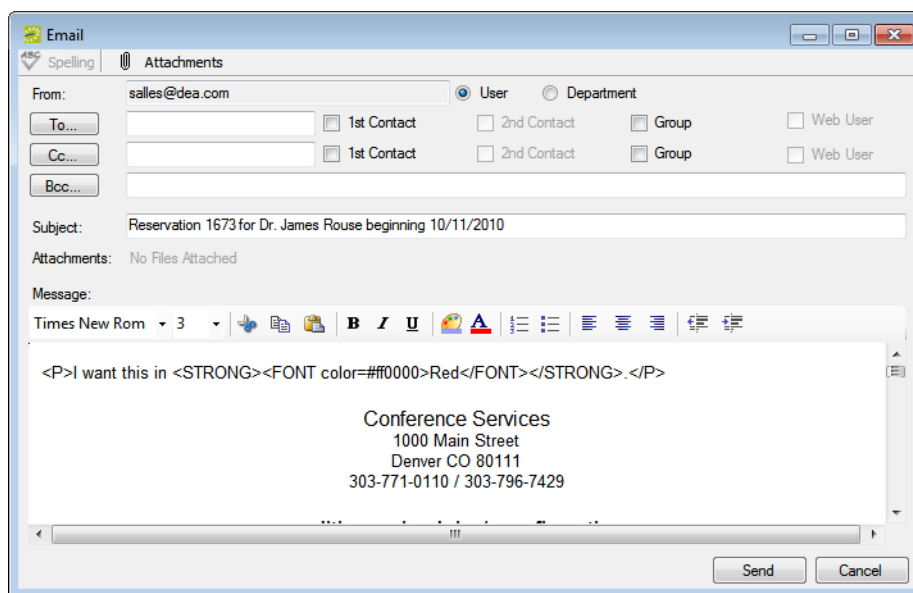 Email
ABC Spelling Attachments
From: salles@dea.com User Department
To... 1st Contact 2nd Contact Group Web User
Cc... 1st Contact 2nd Contact Group Web User
Bcc...
Subject: Reservation 1673 for Dr. James Rouse beginning 10/11/2010
Attachments: No Files Attached
Message:
Times New Rom 3 B I U A
<P>I want this in <STRONG><FONT color=#ff0000>Red</FONT></STRONG>.</P>
Conference Services
1000 Main Street
Denver CO 80111
303-771-0110 / 303-796-7429
Send Cancel